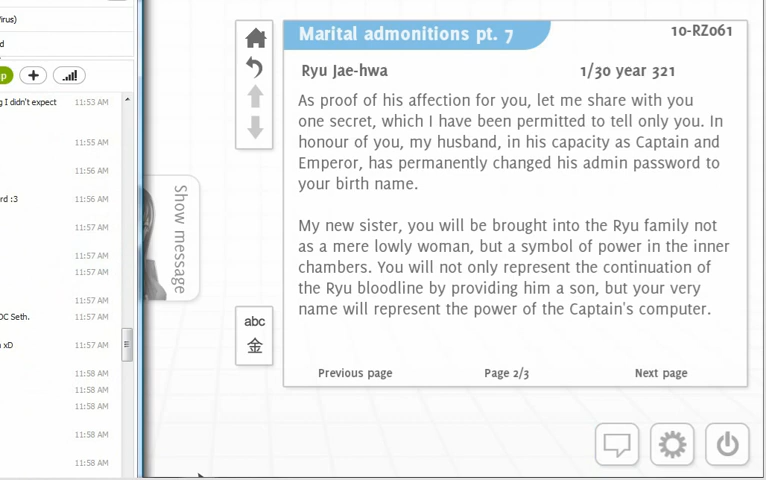 irus)
d
p
+
g I didn't expect 11:53 AM
11:55 AM
11:56 AM
rd :3 11:56 AM
11:57 AM
11:57 AM
11:57 AM
11:57 AM
OC Seth. 11:57 AM
n xD 11:57 AM
11:58 AM
11:58 AM
11:58 AM
11:58 AM
11:58 AM
Show message
abc
金
Marital admonitions pt. 7 10-RZ061
Ryu Jae-hwa 1/30 year 321
As proof of his affection for you, let me share with you
one secret, which I have been permitted to tell only you. In
honour of you, my husband, in his capacity as Captain and
Emperor, has permanently changed his admin password to
your birth name.
My new sister, you will be brought into the Ryu family not
as a mere lowly woman, but a symbol of power in the inner
chambers. You will not only represent the continuation of
the Ryu bloodline by providing him a son, but your very
name will represent the power of the Captain's computer.
Previous page Page 2/3 Next page